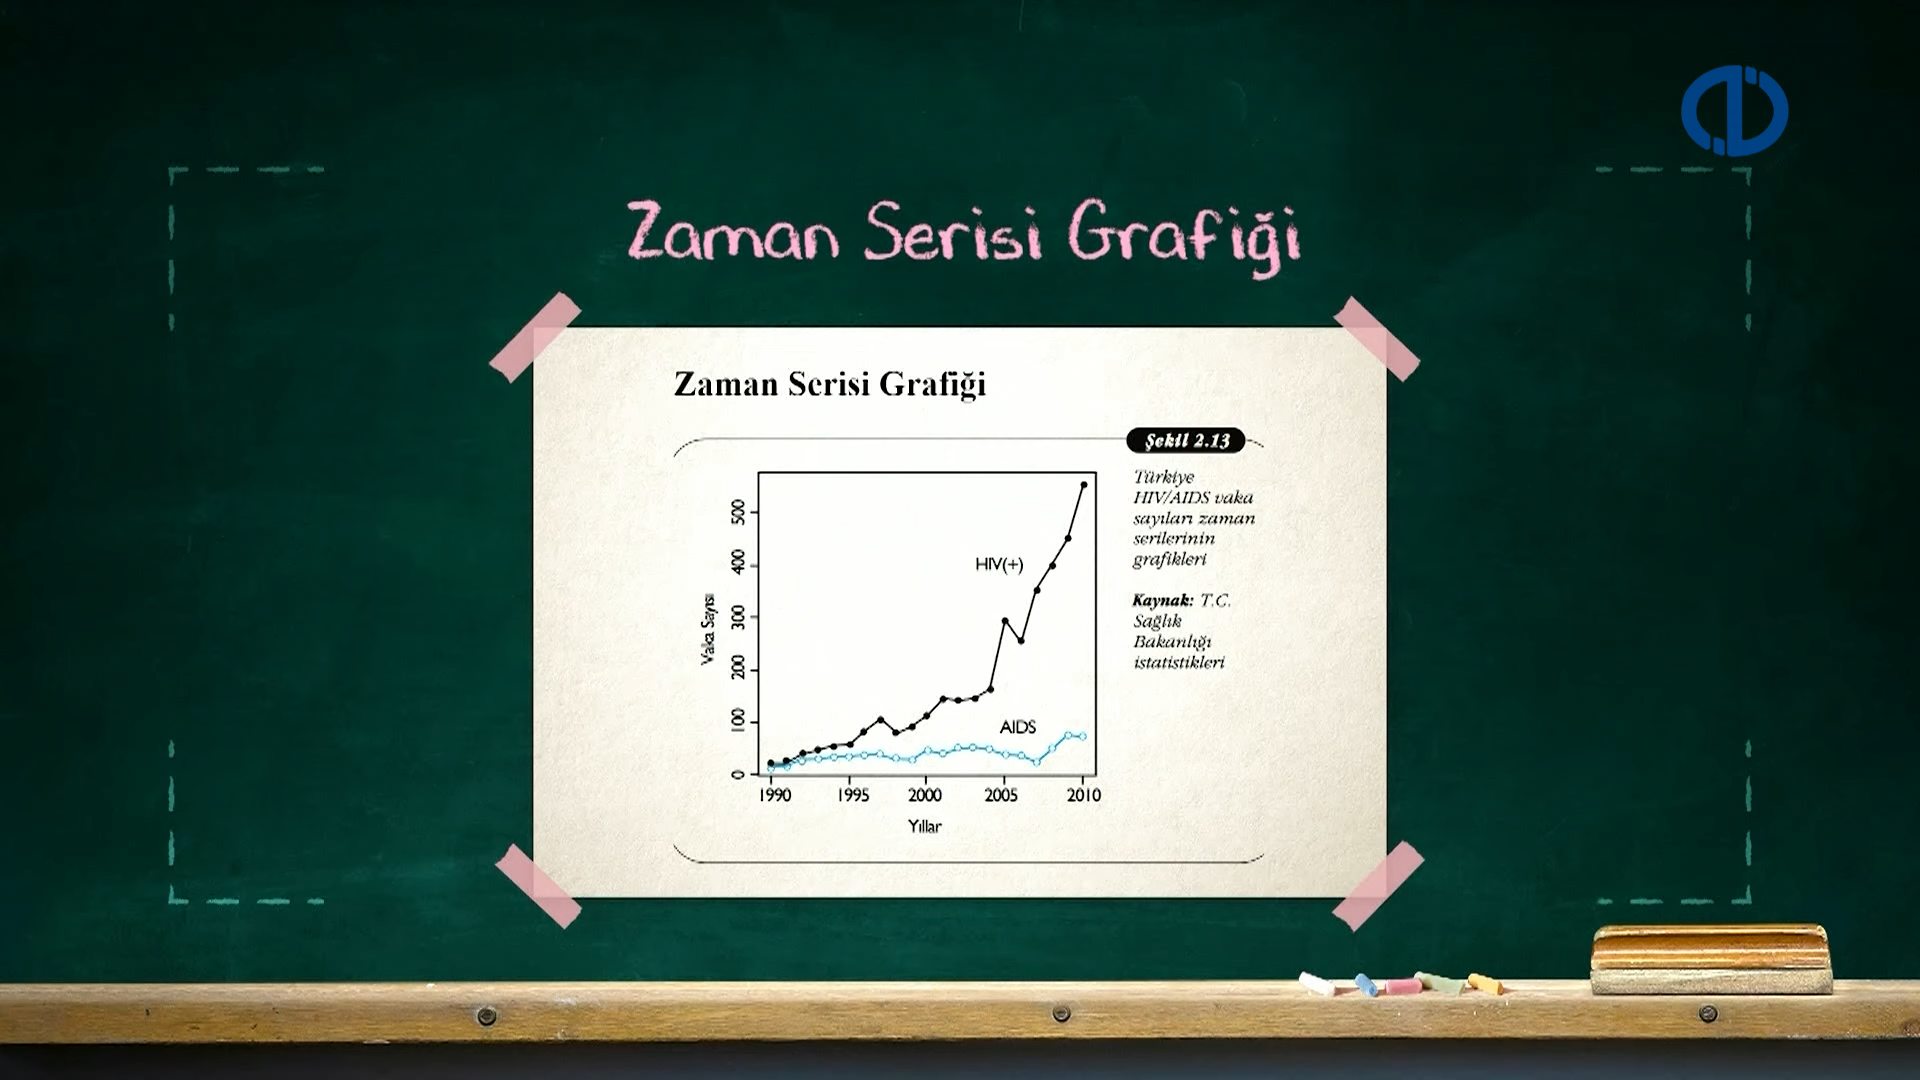 Zaman Serisi Grafiği
Zaman Serisi Grafiği
Şekil 2.13
Türkiye
HIV/AIDS vaka
sayıları zaman
serilerinin
grafikleri
Kaynak: T.C.
Sağlık
Bakanlığı
istatistikleri
Vaka Sayısı
500
400
300
200
100
0
HIV(+)
AIDS
1990 1995 2000 2005 2010
Yıllar